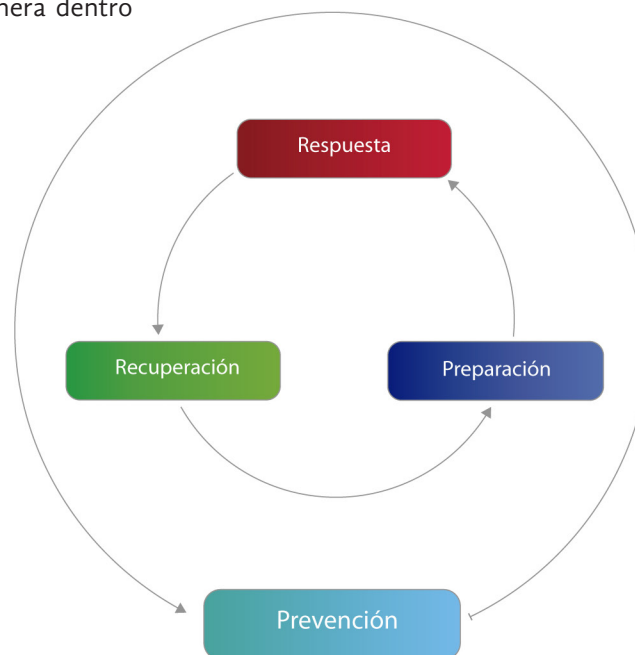 nera dentro
Respuesta
Recuperación
Preparación
Prevención